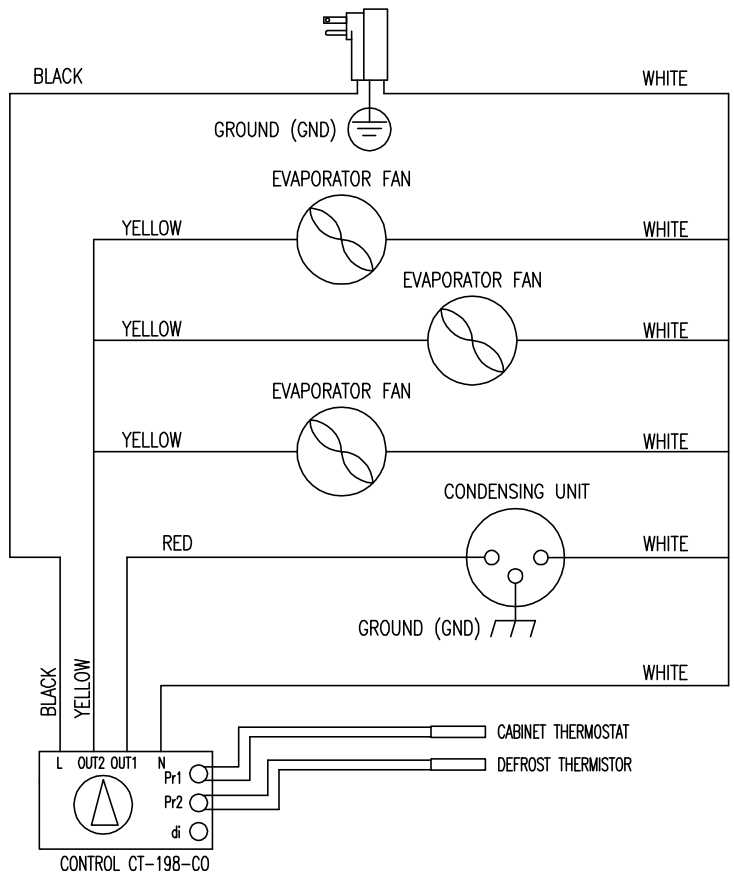 BLACK
WHITE
GROUND (GND)
EVAPORATOR FAN
YELLOW
WHITE
EVAPORATOR FAN
YELLOW
WHITE
EVAPORATOR FAN
YELLOW
WHITE
CONDENSING UNIT
RED
WHITE
GROUND (GND)
BLACK
YELLOW
WHITE
CABINET THERMOSTAT
DEFROST THERMISTOR
L OUT2 OUT1 N
Pr1
Pr2
di
CONTROL CT-198-CO